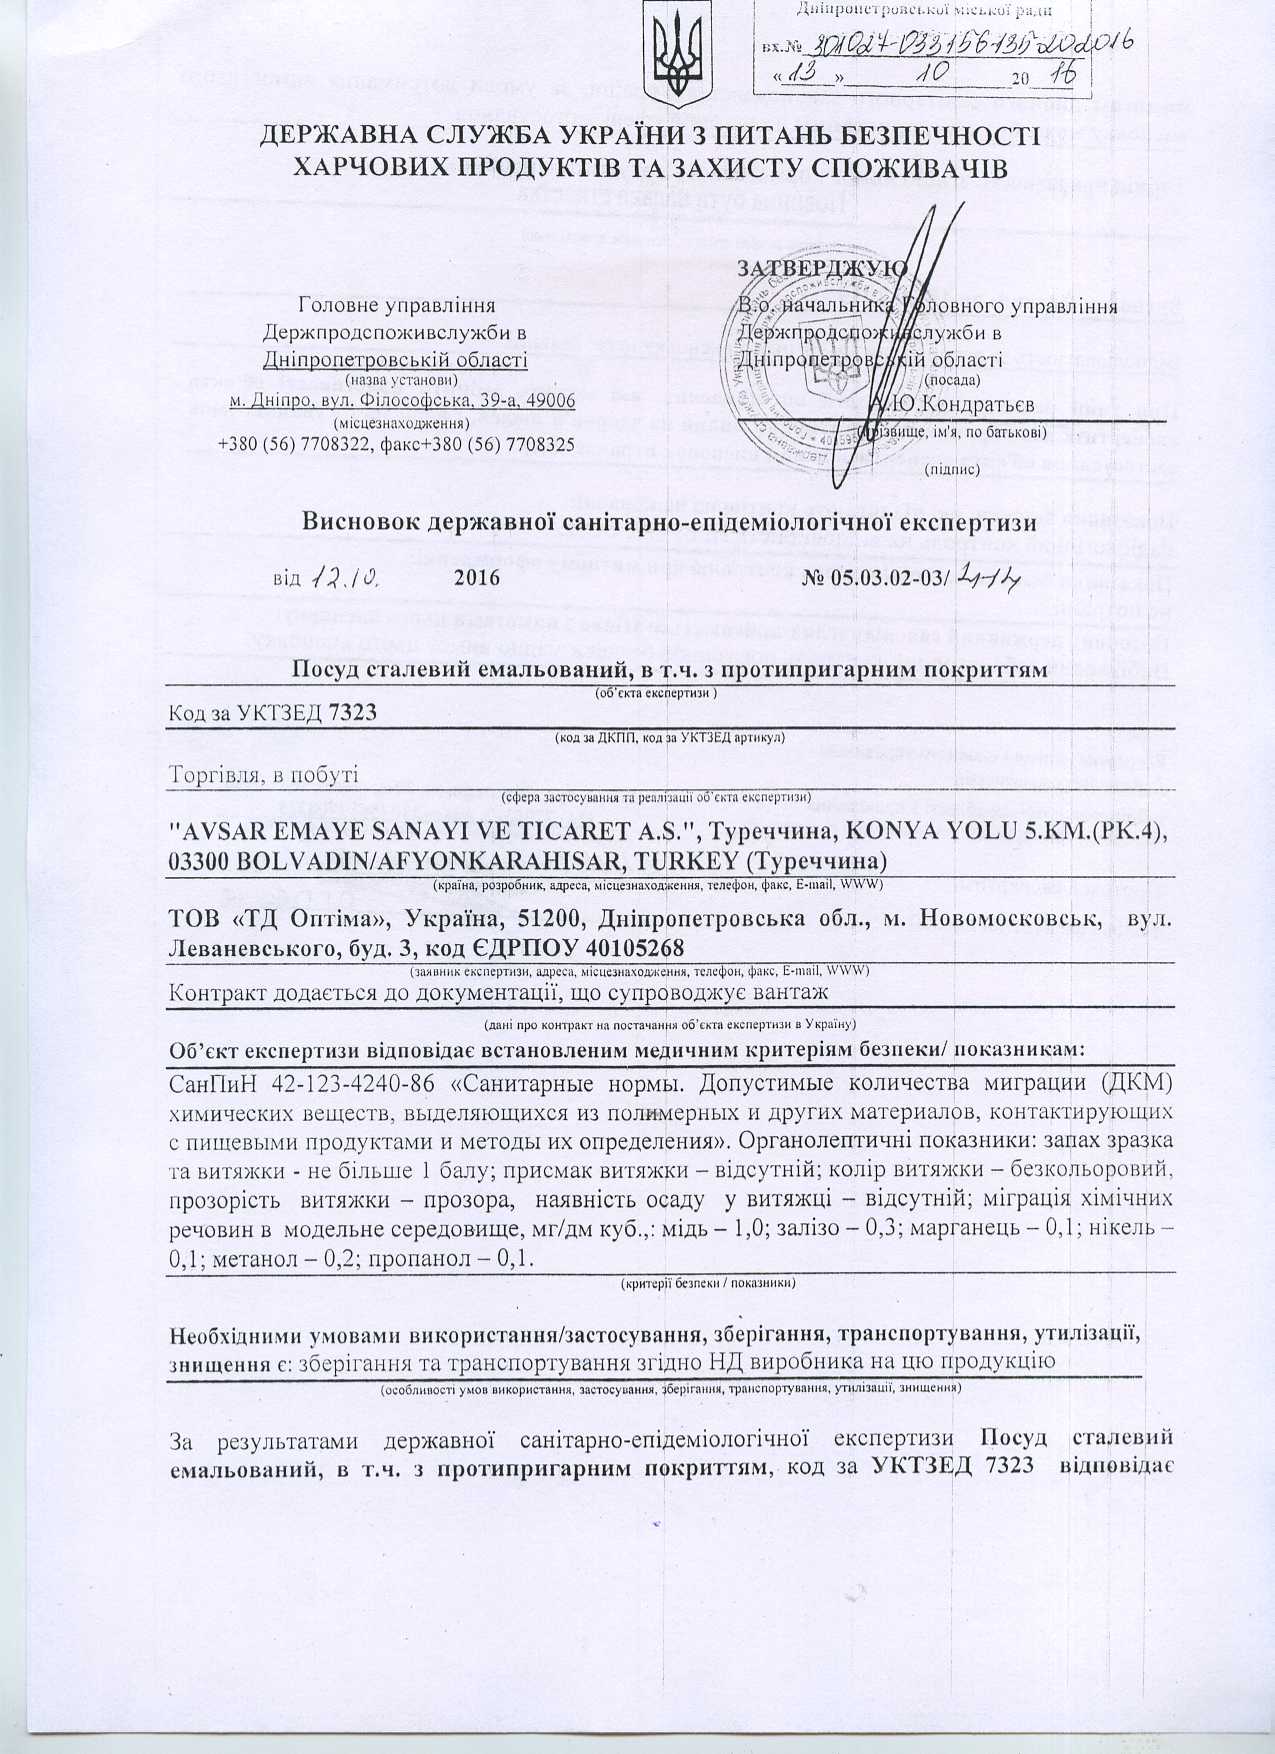 Дніпропетровської міської ради
вх.№ 301027-033156-135-20 2016
« 13 » 10 20 16
ДЕРЖАВНА СЛУЖБА УКРАЇНИ З ПИТАНЬ БЕЗПЕЧНОСТІ
ХАРЧОВИХ ПРОДУКТІВ ТА ЗАХИСТУ СПОЖИВАЧІВ
ЗАТВЕРДЖУЮ
Головне управління
Держпродспоживслужби в
Дніпропетровській області
(назва установи)
м. Дніпро, вул. Філософська, 39-а, 49006
(місцезнаходження)
+380 (56) 7708322, факс+380 (56) 7708325
В.о. начальника Головного управління
Держпродспоживслужби в
Дніпропетровській області
(посада)
А.Ю.Кондратьєв
(прізвище, ім'я, по батькові)
(підпис)
Висновок державної санітарно-епідеміологічної експертизи
від 12.10. 2016 № 05.03.02-03/
Посуд сталевий емальований, в т.ч. з протипригарним покриттям
(об'єкта експертизи )
Код за УКТЗЕД 7323
(код за ДКПП, код за УКТЗЕД артикул)
Торгівля, в побуті
(сфера застосування та реалізації об'єкта експертизи)
"AVSAR EMAYE SANAYI VE TICARET A.S.", Туреччина, KONYA YOLU 5.KM.(PK.4),
03300 BOLVADIN/AFYONKARAHISAR, TURKEY (Туреччина)
(країна, розробник, адреса, місцезнаходження, телефон, факс, E-mail, WWW)
ТОВ «ТД Оптіма», Україна, 51200, Дніпропетровська обл., м. Новомосковськ, вул.
Леваневського, буд. 3, код ЄДРПОУ 40105268
(заявник експертизи, адреса, місцезнаходження, телефон, факс, E-mail, WWW)
Контракт додається до документації, що супроводжує вантаж
(дані про контракт на постачання об'єкта експертизи в Україну)
Об'єкт експертизи відповідає встановленим медичним критеріям безпеки/ показникам:
СанПиН 42-123-4240-86 «Санитарные нормы. Допустимые количества миграции (ДКМ)
химических веществ, выделяющихся из полимерных и других материалов, контактирующих
с пищевыми продуктами и методы их определения». Органолептичні показники: запах зразка
та витяжки - не більше 1 балу; присмак витяжки – відсутній; колір витяжки – безкольоровий,
прозорість витяжки – прозора, наявність осаду у витяжці – відсутній; міграція хімічних
речовин в модельне середовище, мг/дм куб.,: мідь – 1,0; залізо – 0,3; марганець – 0,1; нікель –
0,1; метанол – 0,2; пропанол – 0,1.
(критерії безпеки / показники)
Необхідними умовами використання/застосування, зберігання, транспортування, утилізації,
знищення є: зберігання та транспортування згідно НД виробника на цю продукцію
(особливості умов використання, застосування, зберігання, транспортування, утилізації, знищення)
За результатами державної санітарно-епідеміологічної експертизи Посуд сталевий
емальований, в т.ч. з протипригарним покриттям, код за УКТЗЕД 7323 відповідає